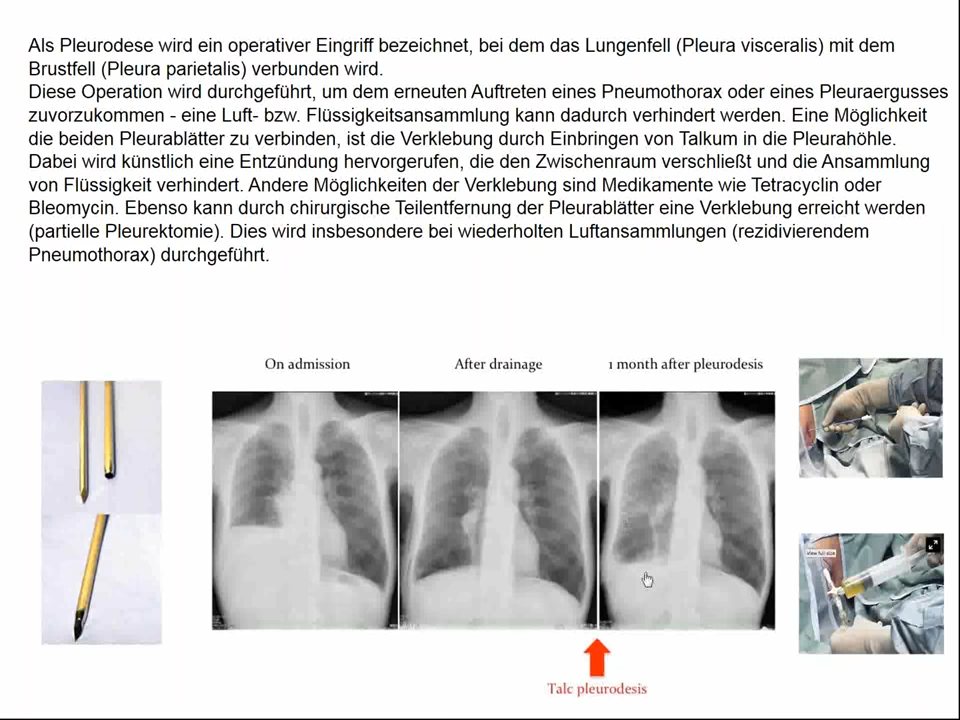 Als Pleurodese wird ein operativer Eingriff bezeichnet, bei dem das Lungenfell (Pleura visceralis) mit dem
Brustfell (Pleura parietalis) verbunden wird.
Diese Operation wird durchgeführt, um dem erneuten Auftreten eines Pneumothorax oder eines Pleuraergusses
zuvorzukommen - eine Luft- bzw. Flüssigkeitsansammlung kann dadurch verhindert werden. Eine Möglichkeit
die beiden Pleurablätter zu verbinden, ist die Verklebung durch Einbringen von Talkum in die Pleurahöhle.
Dabei wird künstlich eine Entzündung hervorgerufen, die den Zwischenraum verschließt und die Ansammlung
von Flüssigkeit verhindert. Andere Möglichkeiten der Verklebung sind Medikamente wie Tetracyclin oder
Bleomycin. Ebenso kann durch chirurgische Teilentfernung der Pleurablätter eine Verklebung erreicht werden
(partielle Pleurektomie). Dies wird insbesondere bei wiederholten Luftansammlungen (rezidivierendem
Pneumothorax) durchgeführt.
On admission After drainage 1 month after pleurodesis
View full size
Talc pleurodesis